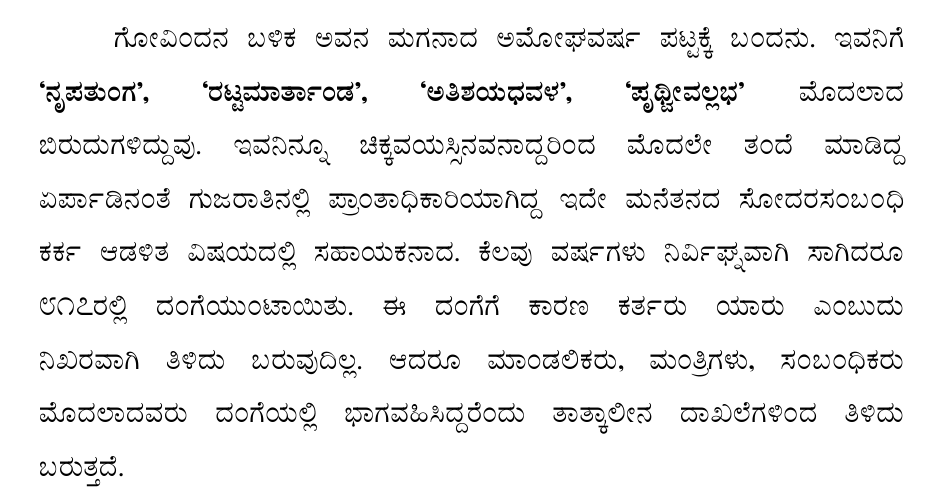 ಗೋವಿಂದನ ಬಳಿಕ ಅವನ ಮಗನಾದ ಅಮೋಘವರ್ಷ ಪಟ್ಟಕ್ಕೆ ಬಂದನು. ಇವನಿಗೆ
‘ನೃಪತುಂಗ’, ‘ರಟ್ಟಮಾರ್ತಾಂಡ’, ‘ಅತಿಶಯಧವಳ’, ‘ಪೃಥ್ವೀವಲ್ಲಭ’ ಮೊದಲಾದ
ಬಿರುದುಗಳಿದ್ದುವು. ಇವನಿನ್ನೂ ಚಿಕ್ಕವಯಸ್ಸಿನವನಾದ್ದರಿಂದ ಮೊದಲೇ ತಂದೆ ಮಾಡಿದ್ದ
ಏರ್ಪಾಡಿನಂತೆ ಗುಜರಾತಿನಲ್ಲಿ ಪ್ರಾಂತಾಧಿಕಾರಿಯಾಗಿದ್ದ ಇದೇ ಮನೆತನದ ಸೋದರಸಂಬಂಧಿ
ಕರ್ಕ ಆಡಳಿತ ವಿಷಯದಲ್ಲಿ ಸಹಾಯಕನಾದ. ಕೆಲವು ವರ್ಷಗಳು ನಿರ್ವಿಘ್ನವಾಗಿ ಸಾಗಿದರೂ
೮೧೭ರಲ್ಲಿ ದಂಗೆಯುಂಟಾಯಿತು. ಈ ದಂಗೆಗೆ ಕಾರಣ ಕರ್ತರು ಯಾರು ಎಂಬುದು
ನಿಖರವಾಗಿ ತಿಳಿದು ಬರುವುದಿಲ್ಲ. ಆದರೂ ಮಾಂಡಲಿಕರು, ಮಂತ್ರಿಗಳು, ಸಂಬಂಧಿಕರು
ಮೊದಲಾದವರು ದಂಗೆಯಲ್ಲಿ ಭಾಗವಹಿಸಿದ್ದರೆಂದು ತಾತ್ಕಾಲೀನ ದಾಖಲೆಗಳಿಂದ ತಿಳಿದು
ಬರುತ್ತದೆ.